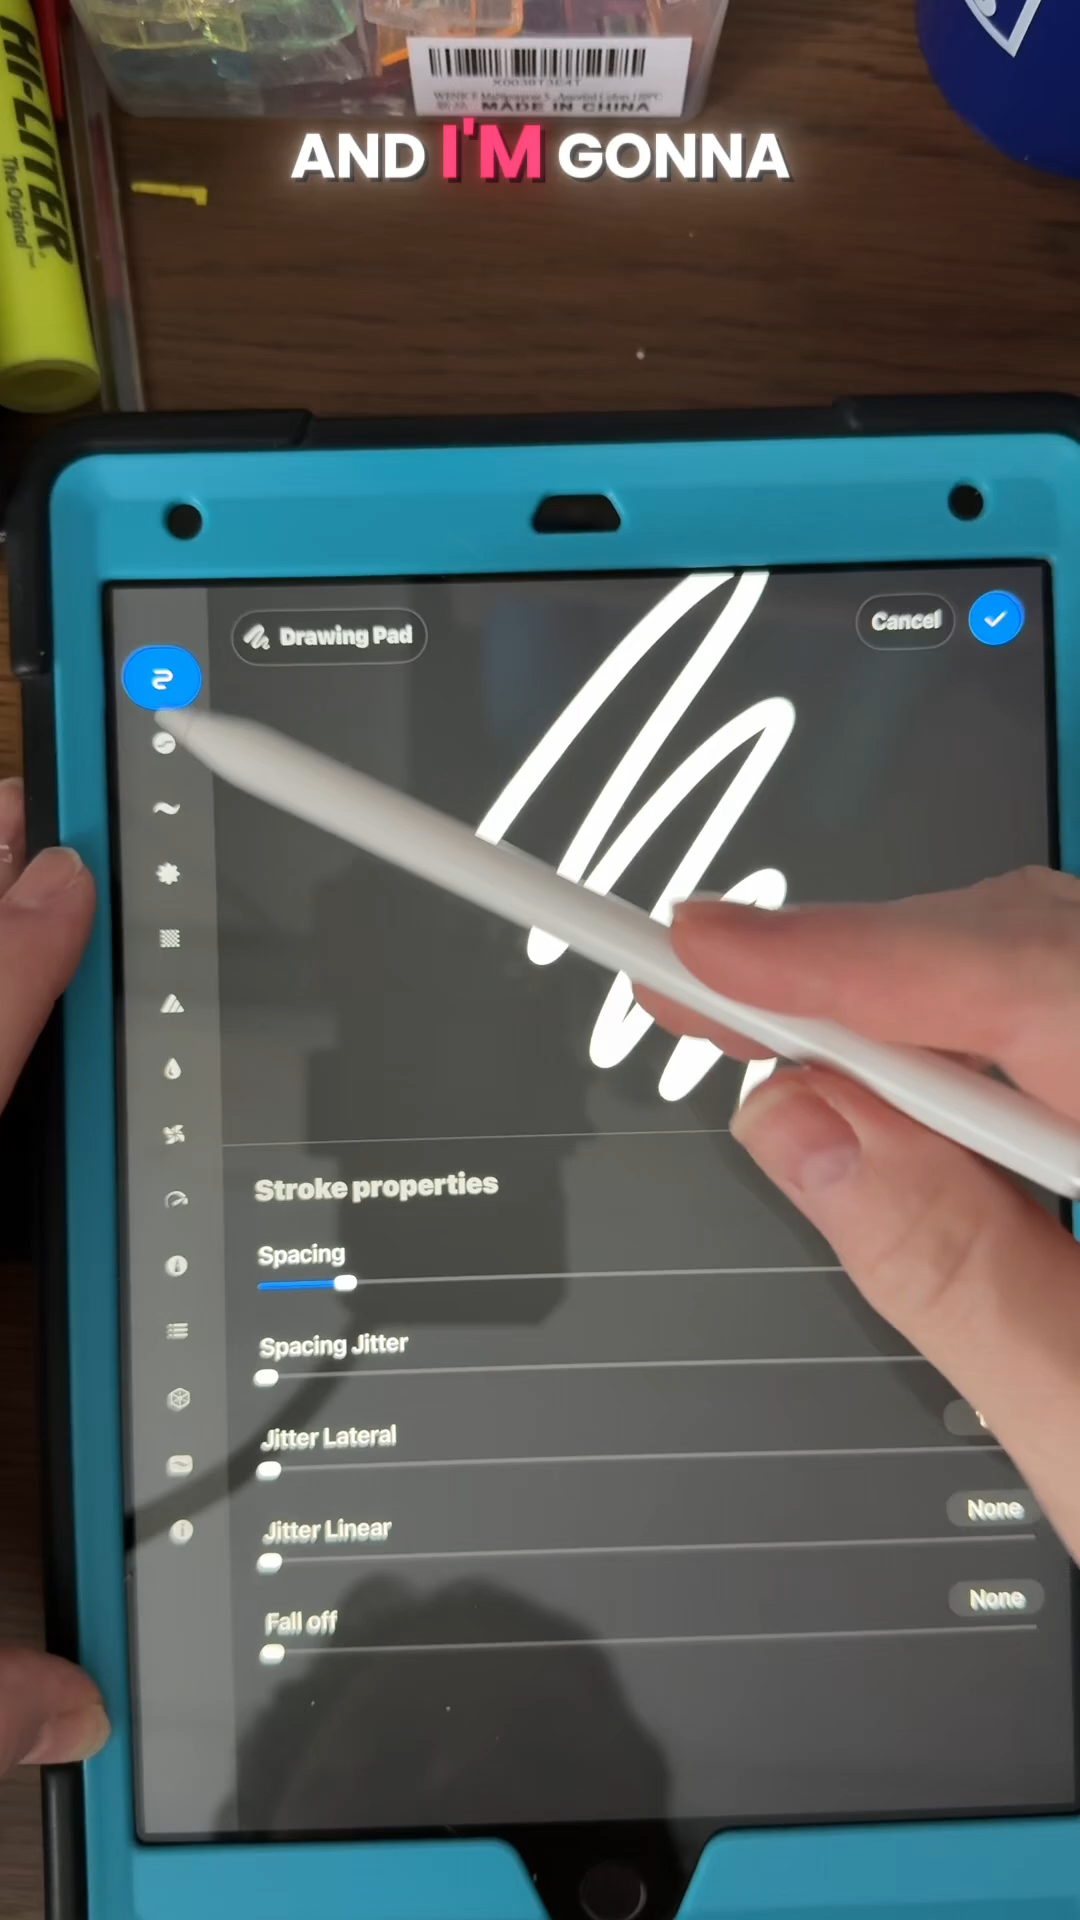 HI-LITER
The Original
X0039T3C4T
MADE IN CHINA
AND I'M GONNA
Drawing Pad
Cancel
Stroke properties
Spacing
Spacing Jitter
Jitter Lateral
Jitter Linear
None
Fall off
None